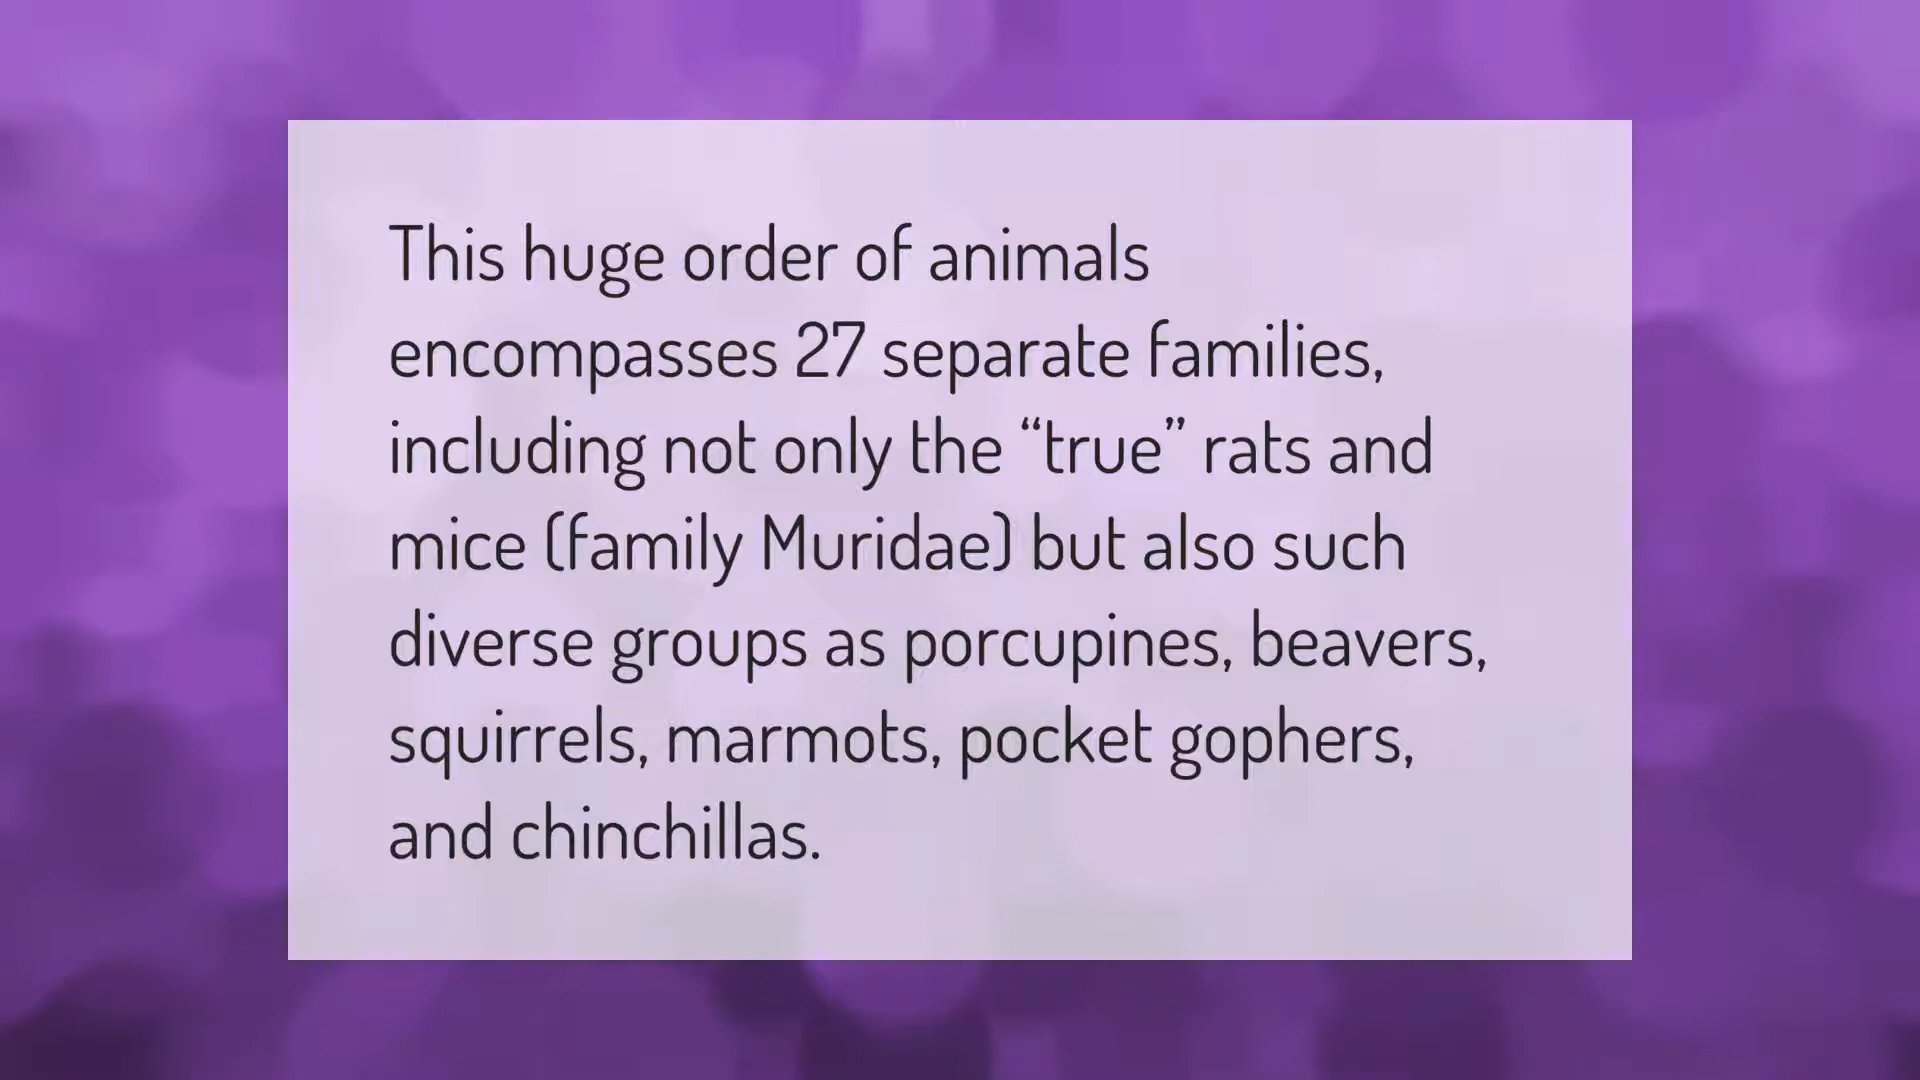 This huge order of animals
encompasses 27 separate families,
including not only the “true” rats and
mice (family Muridae) but also such
diverse groups as porcupines, beavers,
squirrels, marmots, pocket gophers,
and chinchillas.